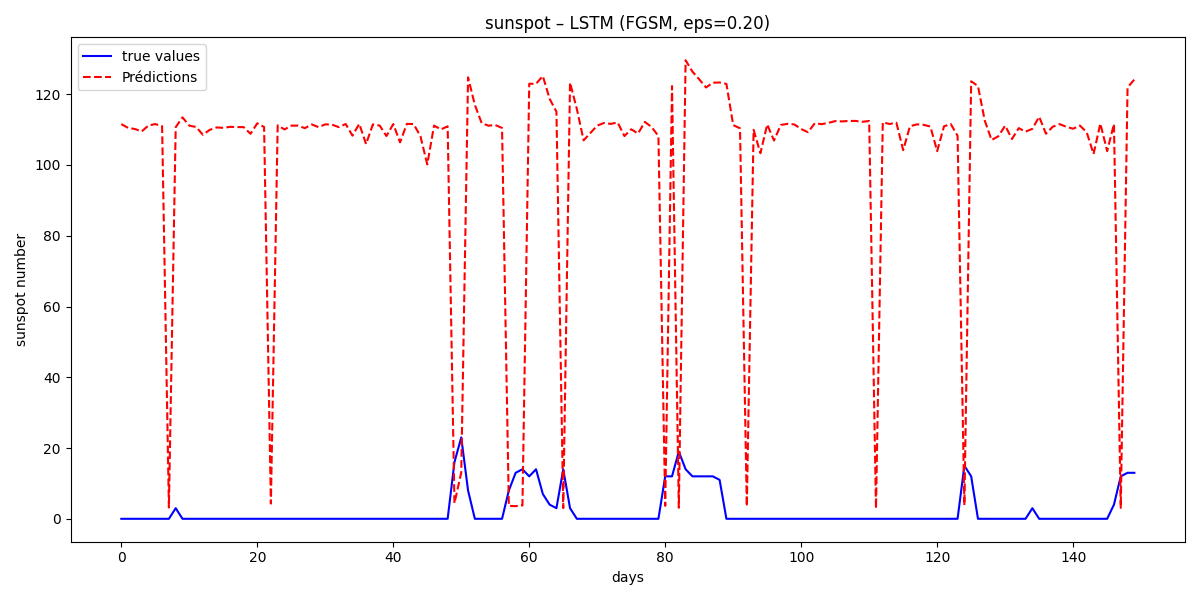 sunspot – LSTM (FGSM, eps=0.20)
true values
Prédictions
sunspot number
120
100
80
60
40
20
0
0 20 40 60 80 100 120 140
days